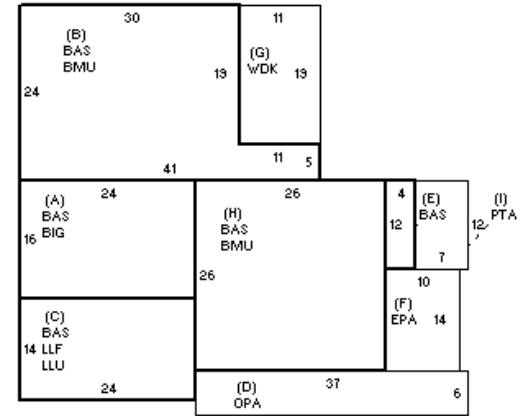 30
11
(B)
BAS
BMU
(G)
WDK
19
19
24
11
5
41
24
26
4
(A)
BAS
BIG
(H)
BAS
BMU
(E)
BAS
(I)
PTA
12
12
16
7
26
10
(F)
EPA
14
(C)
BAS
LLF
LLU
14
24
(D)
OPA
37
6